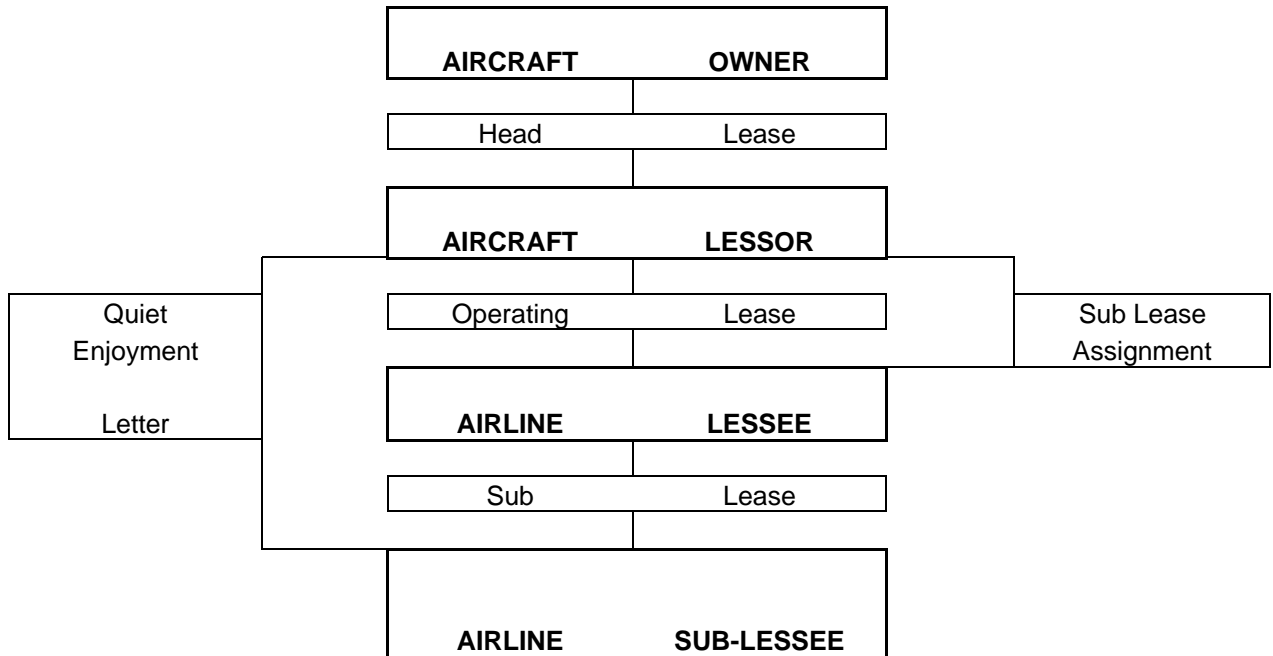 AIRCRAFT OWNER
Head Lease
AIRCRAFT LESSOR
Quiet
Enjoyment
Letter
Operating Lease
Sub Lease
Assignment
AIRLINE LESSEE
Sub Lease
AIRLINE SUB-LESSEE